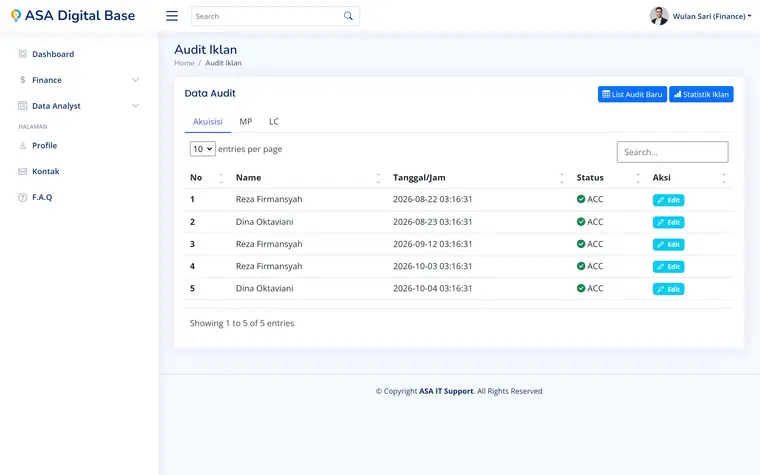 ASA Digital Base
Search
Wulan Sari (Finance)
Dashboard
Finance
Data Analyst
HALAMAN
Profile
Kontak
F.A.Q
Audit Iklan
Home / Audit Iklan
Data Audit
List Audit Baru
Statistik Iklan
Akuisisi MP LC
10 entries per page
Search...
No Name Tanggal/Jam Status Aksi
1 Reza Firmansyah 2026-08-22 03:16:31 ACC Edit
2 Dina Oktaviani 2026-08-23 03:16:31 ACC Edit
3 Reza Firmansyah 2026-09-12 03:16:31 ACC Edit
4 Reza Firmansyah 2026-10-03 03:16:31 ACC Edit
5 Dina Oktaviani 2026-10-04 03:16:31 ACC Edit
Showing 1 to 5 of 5 entries
© Copyright ASA IT Support. All Rights Reserved